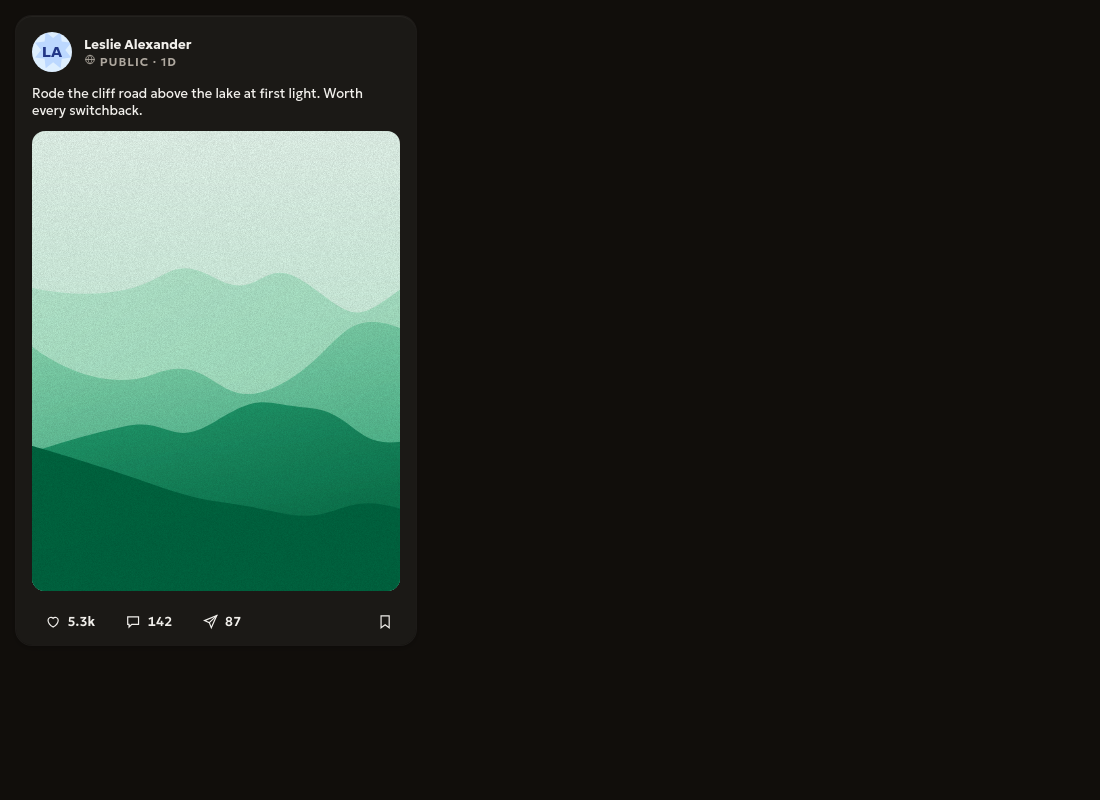 LA
Leslie Alexander
PUBLIC · 1D
Rode the cliff road above the lake at first light. Worth
every switchback.
5.3k
142
87